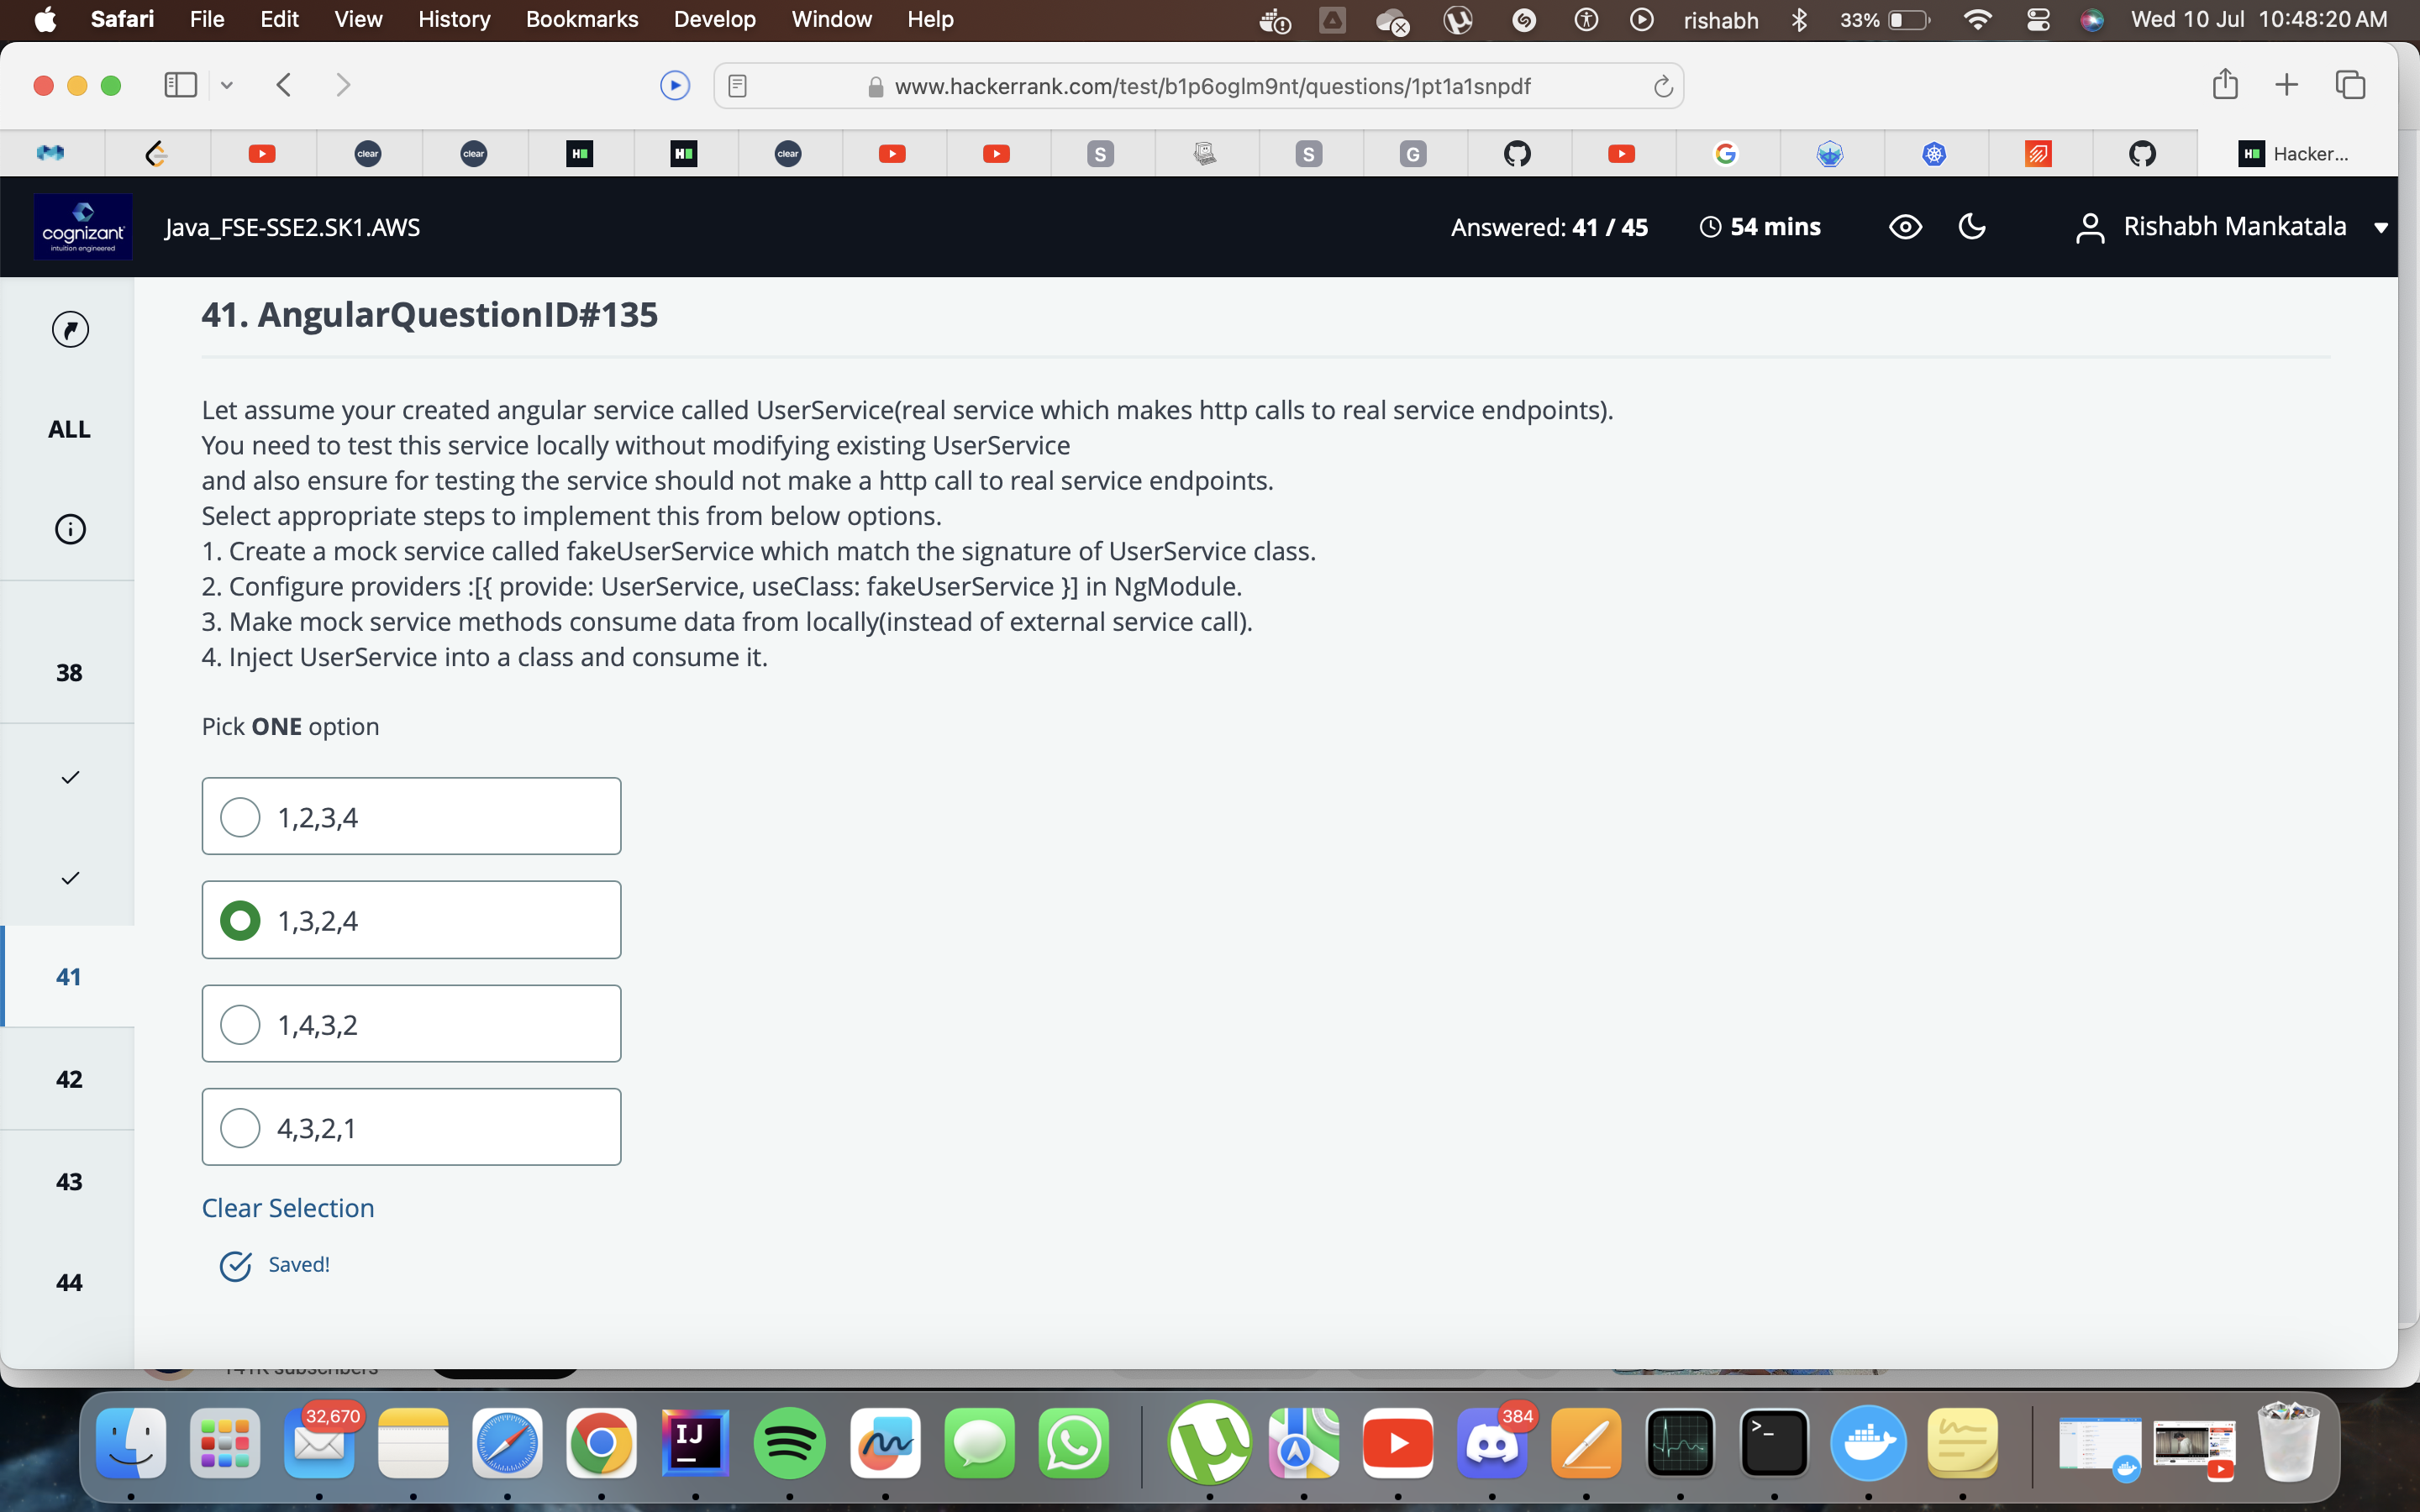 Safari File Edit View History Bookmarks Develop Window Help rishabh 33% Wed 10 Jul 10:48:20 AM
www.hackerrank.com/test/b1p6oglm9nt/questions/1pt1a1snpdf
clear clear H H clear S S G H Hacker...
cognizant
intuition engineered
Java_FSE-SSE2.SK1.AWS
Answered: 41 / 45
54 mins
Rishabh Mankatala
41. AngularQuestionID#135
ALL
38
41
42
43
44
Let assume your created angular service called UserService(real service which makes http calls to real service endpoints).
You need to test this service locally without modifying existing UserService
and also ensure for testing the service should not make a http call to real service endpoints.
Select appropriate steps to implement this from below options.
1. Create a mock service called fakeUserService which match the signature of UserService class.
2. Configure providers :[{ provide: UserService, useClass: fakeUserService }] in NgModule.
3. Make mock service methods consume data from locally(instead of external service call).
4. Inject UserService into a class and consume it.
Pick ONE option
1,2,3,4
1,3,2,4
1,4,3,2
4,3,2,1
Clear Selection
Saved!
141K subscribers
32,670
IJ
384
>_